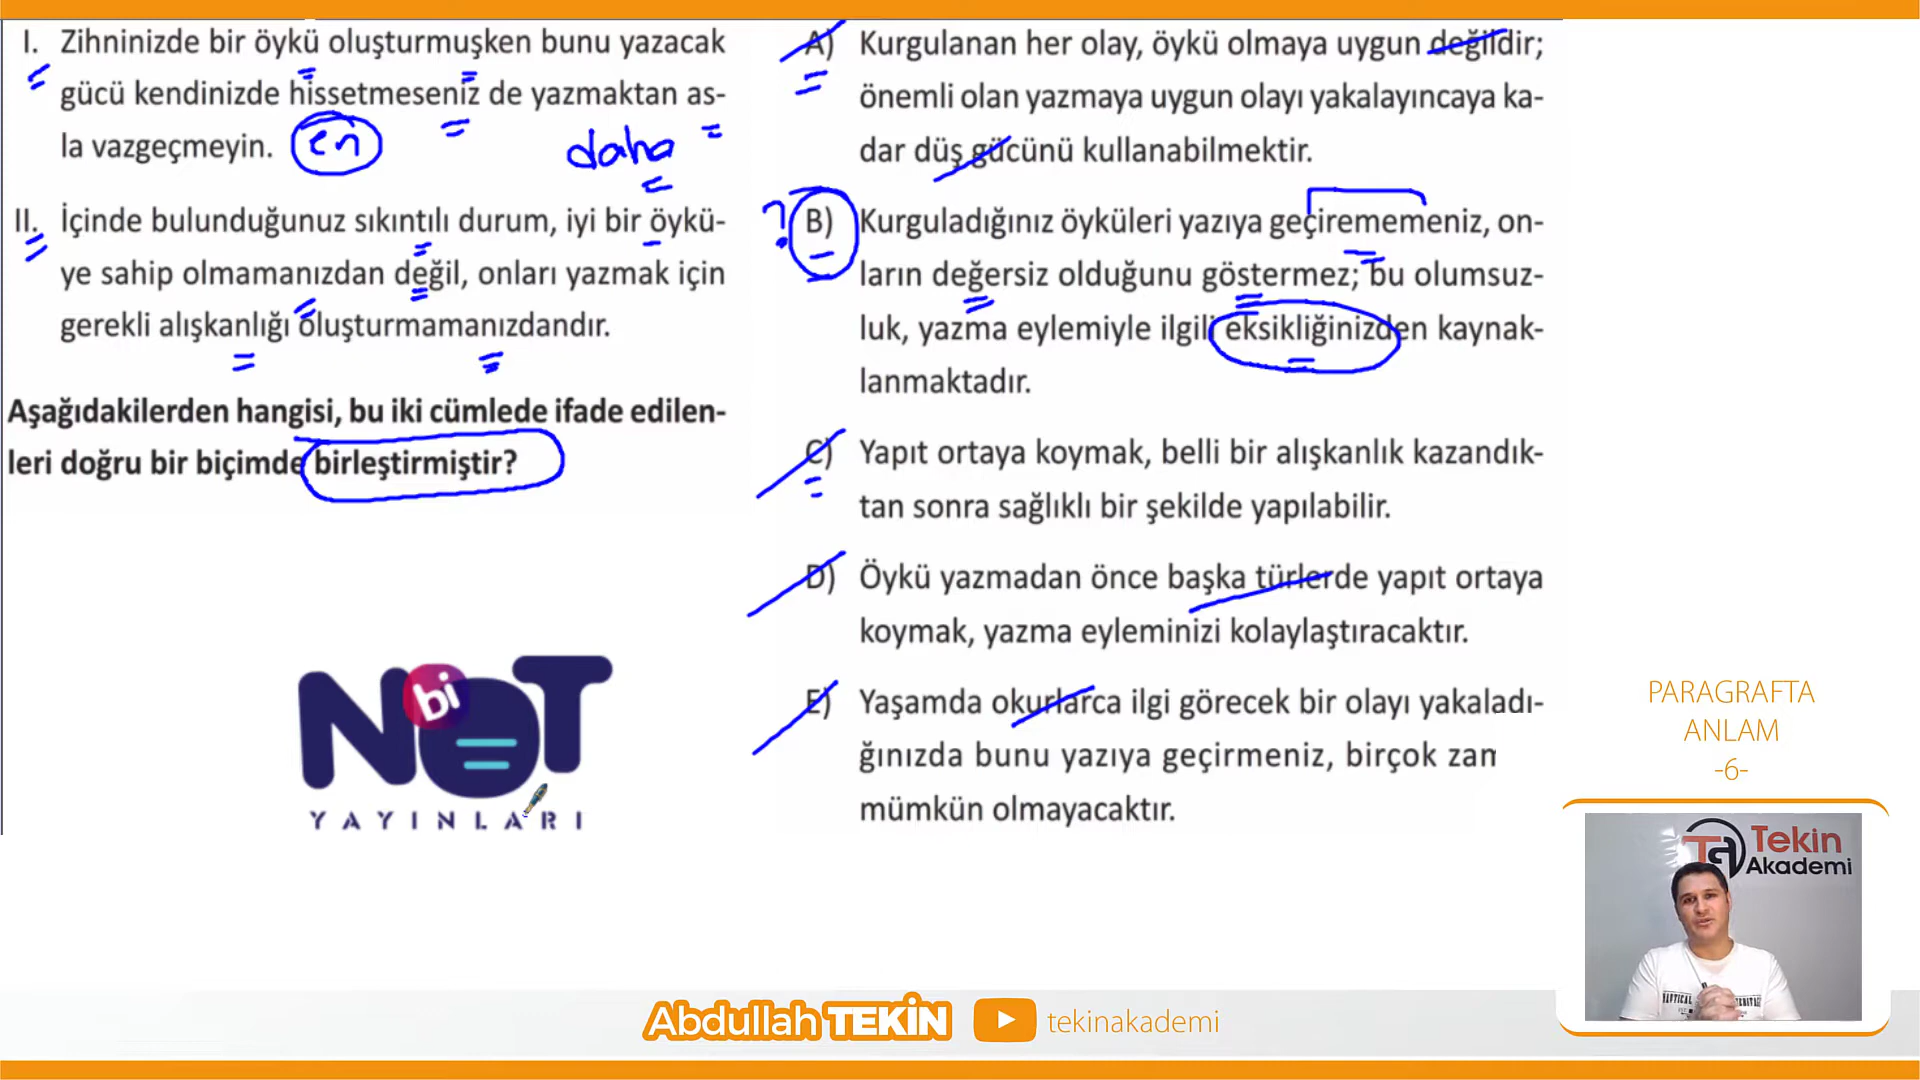 I. Zihninizde bir öykü oluşturmuşken bunu yazacak
gücü kendinizde hissetmeseniz de yazmaktan as-
la vazgeçmeyin.
en
daha
II. İçinde bulunduğunuz sıkıntılı durum, iyi bir öykü-
ye sahip olmamanızdan değil, onları yazmak için
gerekli alışkanlığı oluşturmamanızdandır.
Aşağıdakilerden hangisi, bu iki cümlede ifade edilen-
leri doğru bir biçimde birleştirmiştir?
A) Kurgulanan her olay, öykü olmaya uygun değildir;
önemli olan yazmaya uygun olayı yakalayıncaya ka-
dar düş gücünü kullanabilmektir.
? B) Kurguladığınız öyküleri yazıya geçirememeniz, on-
ların değersiz olduğunu göstermez; bu olumsuz-
luk, yazma eylemiyle ilgili eksikliğinizden kaynak-
lanmaktadır.
C) Yapıt ortaya koymak, belli bir alışkanlık kazandık-
tan sonra sağlıklı bir şekilde yapılabilir.
D) Öykü yazmadan önce başka türlerde yapıt ortaya
koymak, yazma eyleminizi kolaylaştıracaktır.
E) Yaşamda okurlarca ilgi görecek bir olayı yakaladı-
ğınızda bunu yazıya geçirmeniz, birçok zam
mümkün olmayacaktır.
bi
NOT
YAYINLARI
PARAGRAFTA
ANLAM
-6-
Tekin
Akademi
Abdullah TEKİN
tekinakademi